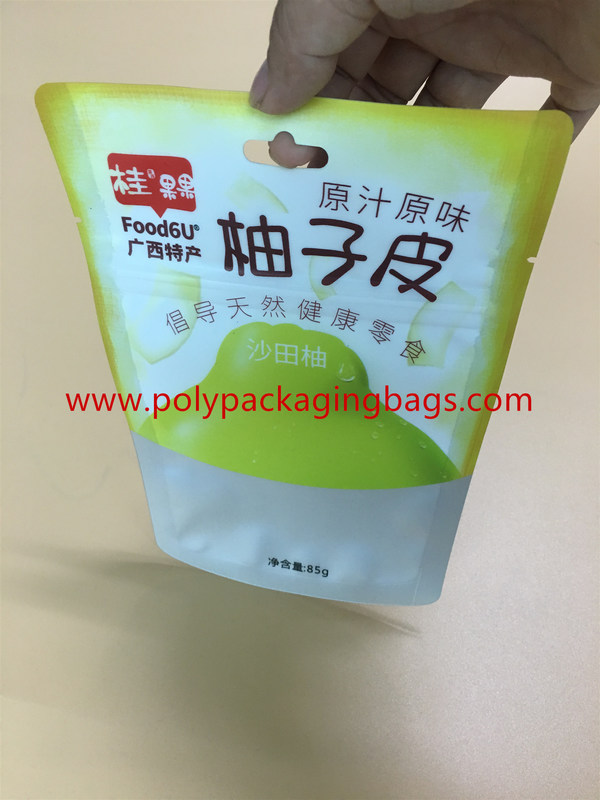 桂果果
Food6U®
广西特产
原汁原味
柚子皮
倡导天然健康零食
沙田柚
www.polypackagingbags.com
净含量:85g